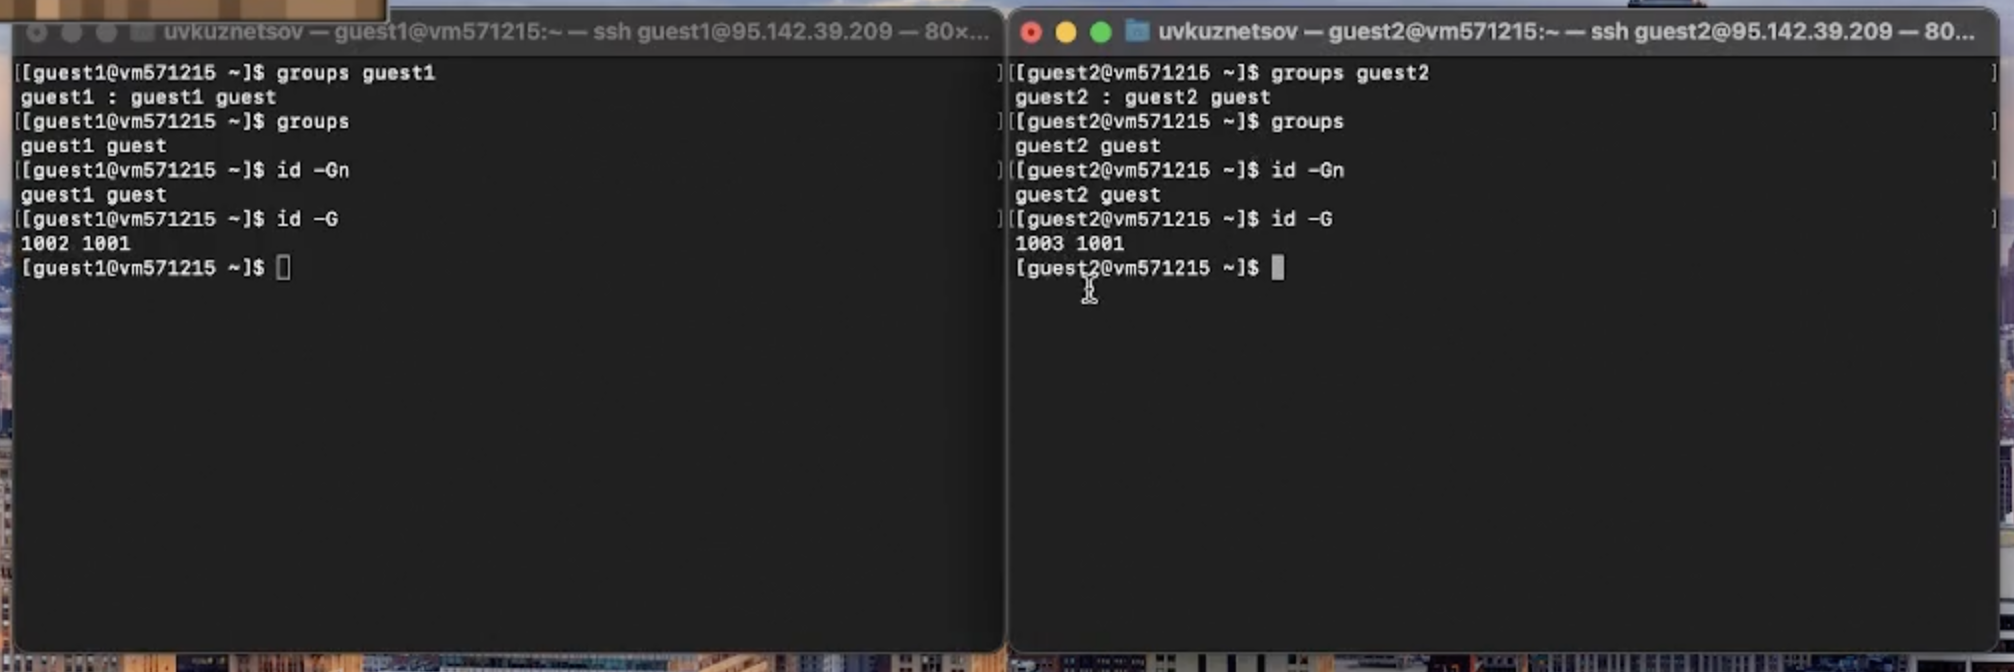 uvkuznetsov — guest1@vm571215:~ — ssh guest1@95.142.39.209 — 80×...
[[guest1@vm571215 ~]$ groups guest1 ]
guest1 : guest1 guest
[[guest1@vm571215 ~]$ groups ]
guest1 guest
[[guest1@vm571215 ~]$ id -Gn ]
guest1 guest
[[guest1@vm571215 ~]$ id -G ]
1002 1001
[guest1@vm571215 ~]$
uvkuznetsov — guest2@vm571215:~ — ssh guest2@95.142.39.209 — 80...
[[guest2@vm571215 ~]$ groups guest2 ]
guest2 : guest2 guest
[[guest2@vm571215 ~]$ groups ]
guest2 guest
[[guest2@vm571215 ~]$ id -Gn ]
guest2 guest
[[guest2@vm571215 ~]$ id -G ]
1003 1001
[guest2@vm571215 ~]$